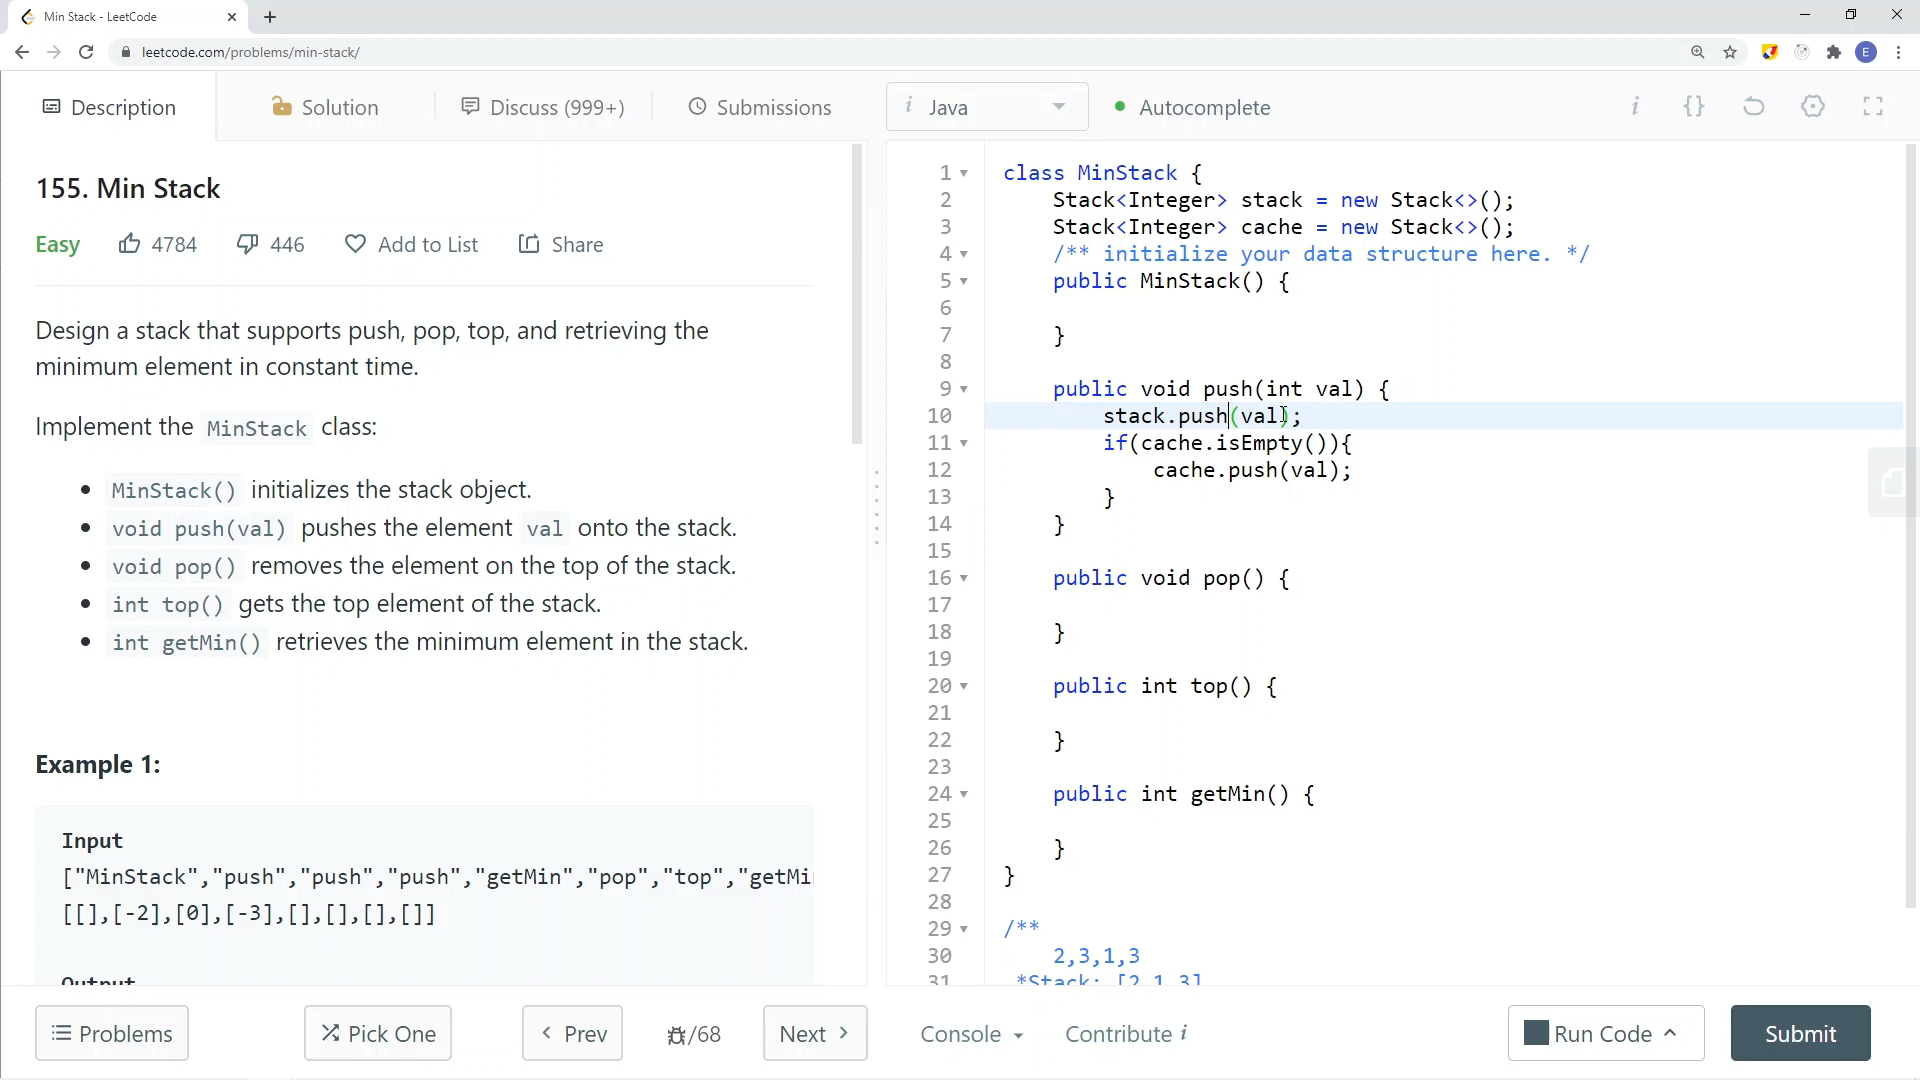 Min Stack - LeetCode
leetcode.com/problems/min-stack/
E
Description
Solution
Discuss (999+)
Submissions
i Java
Autocomplete
i {}
155. Min Stack
Easy 4784 446 Add to List Share
Design a stack that supports push, pop, top, and retrieving the
minimum element in constant time.
Implement the MinStack class:
MinStack() initializes the stack object.
void push(val) pushes the element val onto the stack.
void pop() removes the element on the top of the stack.
int top() gets the top element of the stack.
int getMin() retrieves the minimum element in the stack.
Example 1:
Input
["MinStack","push","push","push","getMin","pop","top","getMi
[[],[-2],[0],[-3],[],[],[],[]]
Output
1 class MinStack {
2 Stack<Integer> stack = new Stack<>();
3 Stack<Integer> cache = new Stack<>();
4 /** initialize your data structure here. */
5 public MinStack() {
6
7 }
8
9 public void push(int val) {
10 stack.push(val);
11 if(cache.isEmpty()){
12 cache.push(val);
13 }
14 }
15
16 public void pop() {
17
18 }
19
20 public int top() {
21
22 }
23
24 public int getMin() {
25
26 }
27 }
28
29 /**
30 2,3,1,3
31 *Stack: [2,1,3]
Problems
Pick One
< Prev
/68
Next >
Console
Contribute i
Run Code
Submit